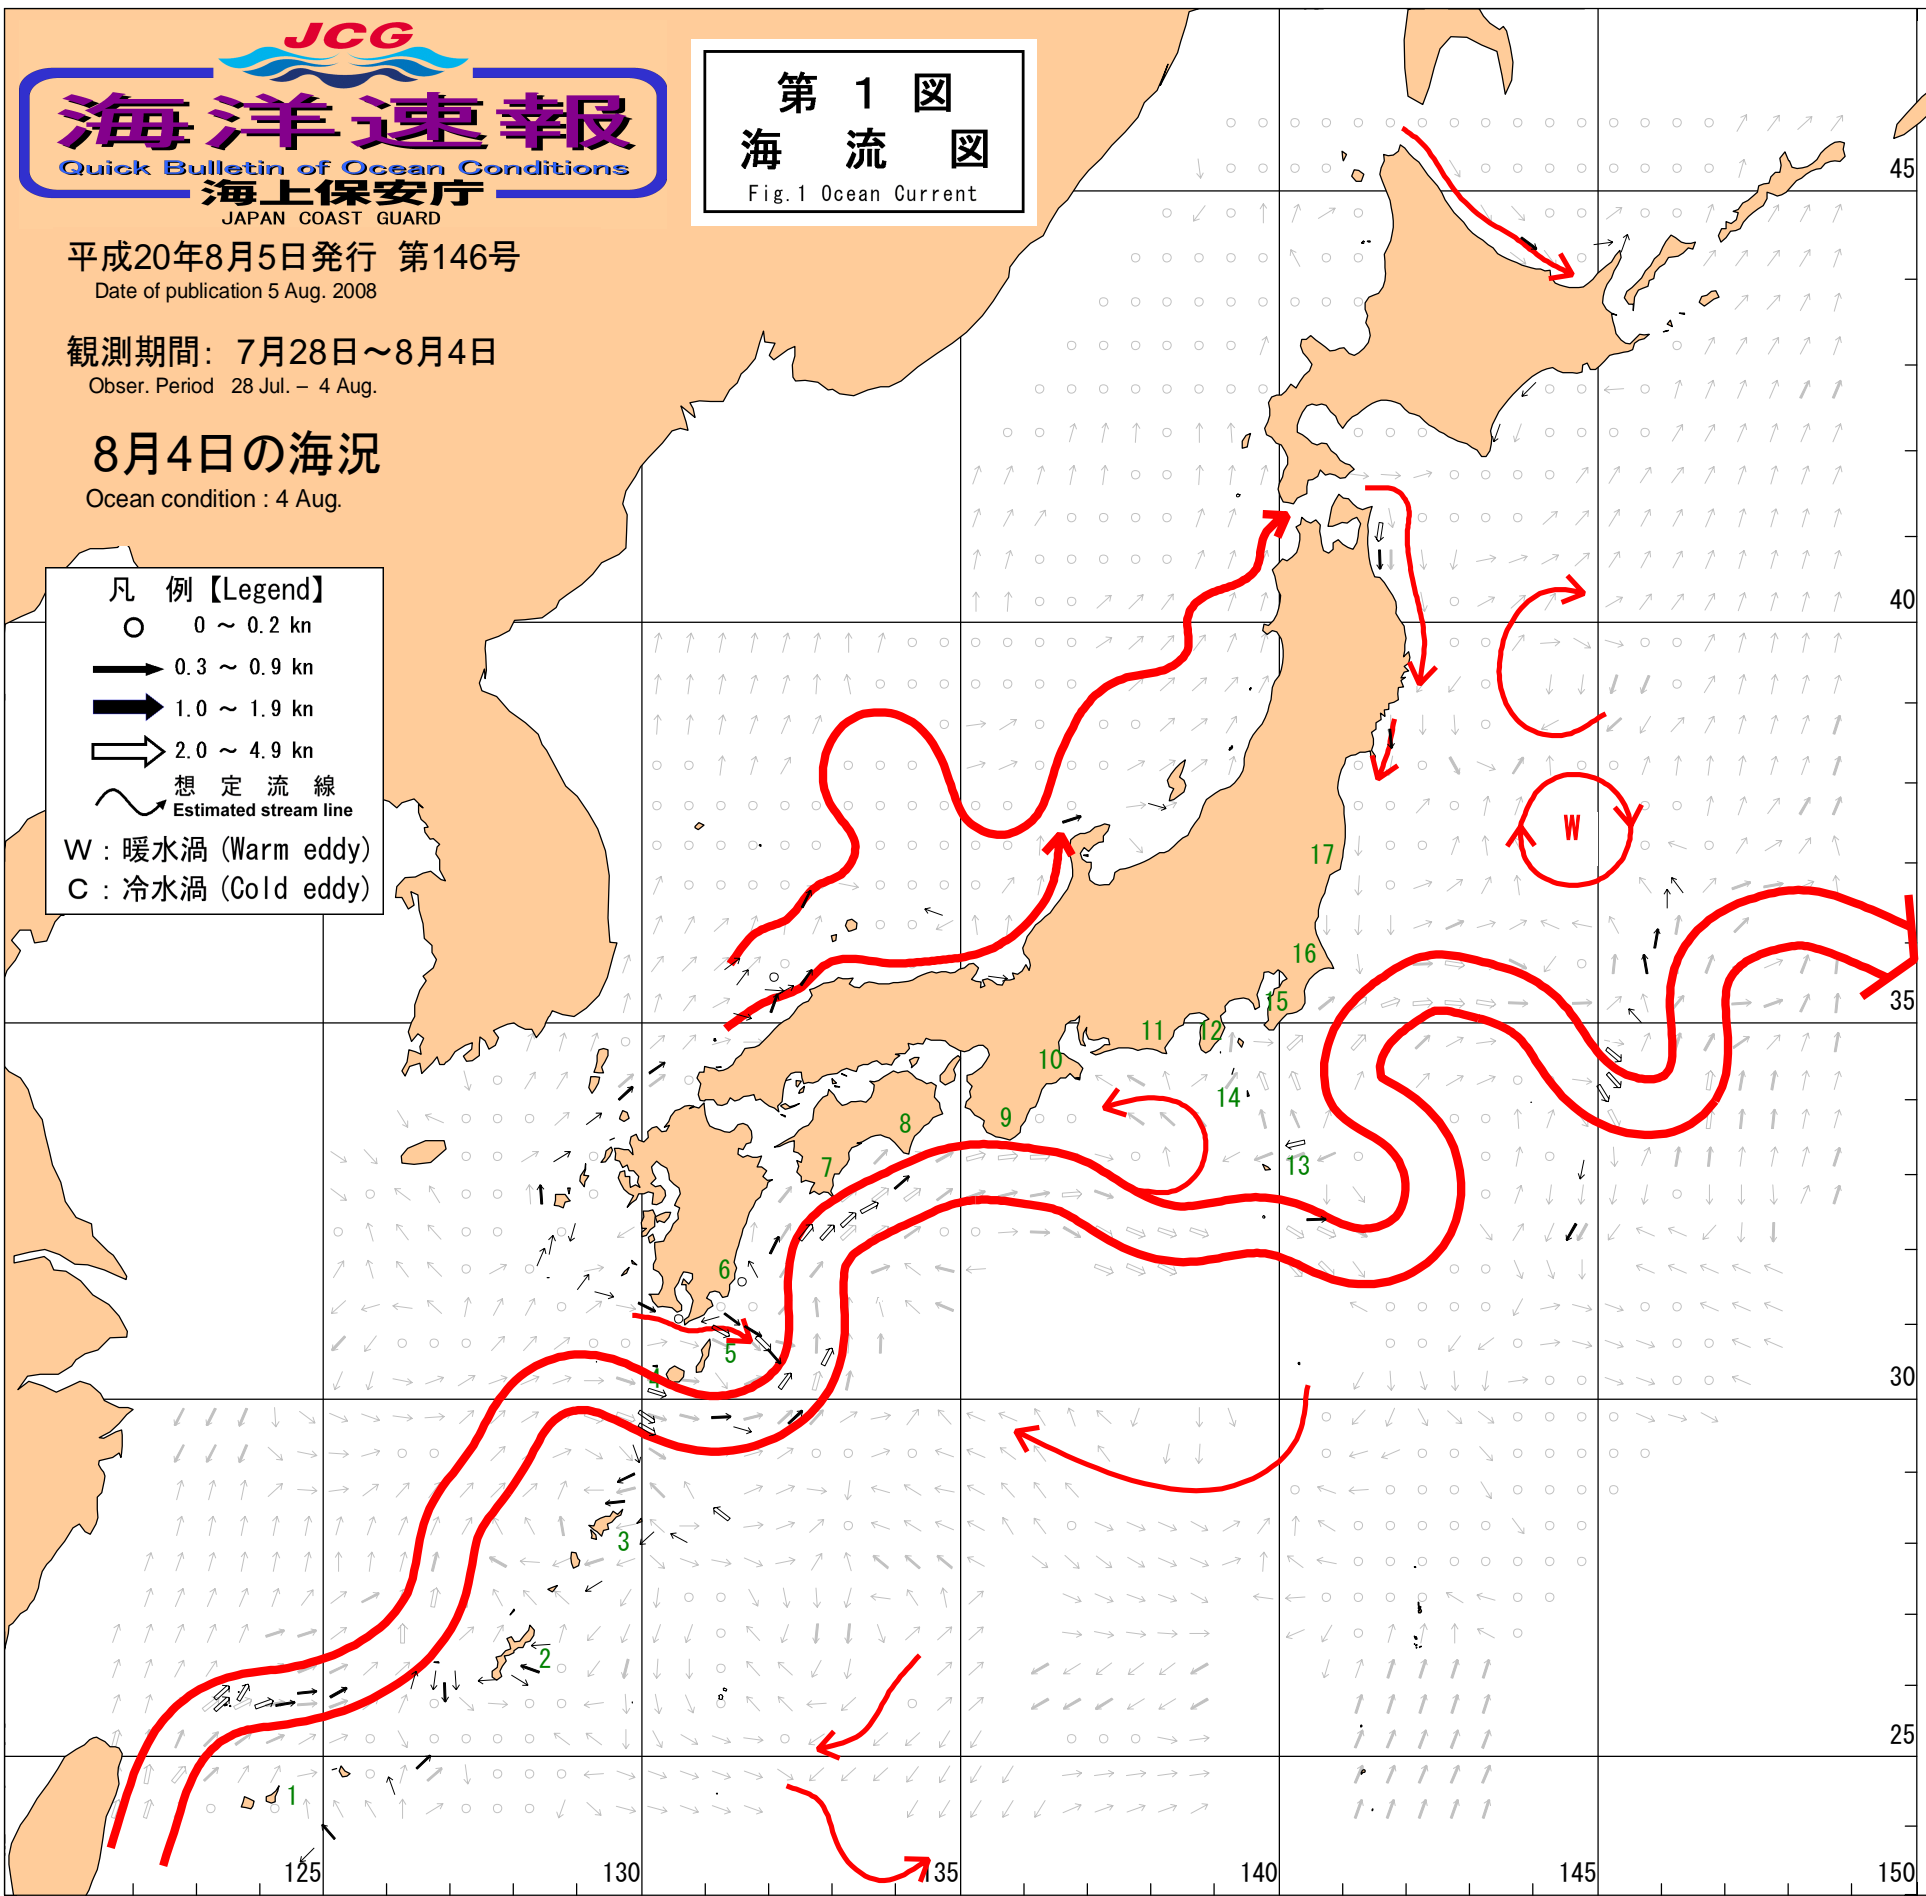 JCG
海洋速報
Quick Bulletin of Ocean Conditions
海上保安庁
JAPAN COAST GUARD
第 1 図
海 流 図
Fig.1 Ocean Current
平成20年8月5日発行 第146号
Date of publication 5 Aug. 2008
観測期間: 7月28日～8月4日
Obser. Period 28 Jul. – 4 Aug.
8月4日の海況
Ocean condition : 4 Aug.
凡 例【Legend】
0 ～ 0.2 kn
0.3 ～ 0.9 kn
1.0 ～ 1.9 kn
2.0 ～ 4.9 kn
想 定 流 線
Estimated stream line
W : 暖水渦 (Warm eddy)
C : 冷水渦 (Cold eddy)
45
40
W
17
16
35
15
12
11
10
14
9
8
13
7
6
5
4
30
3
2
25
1
125
130
135
140
145
150